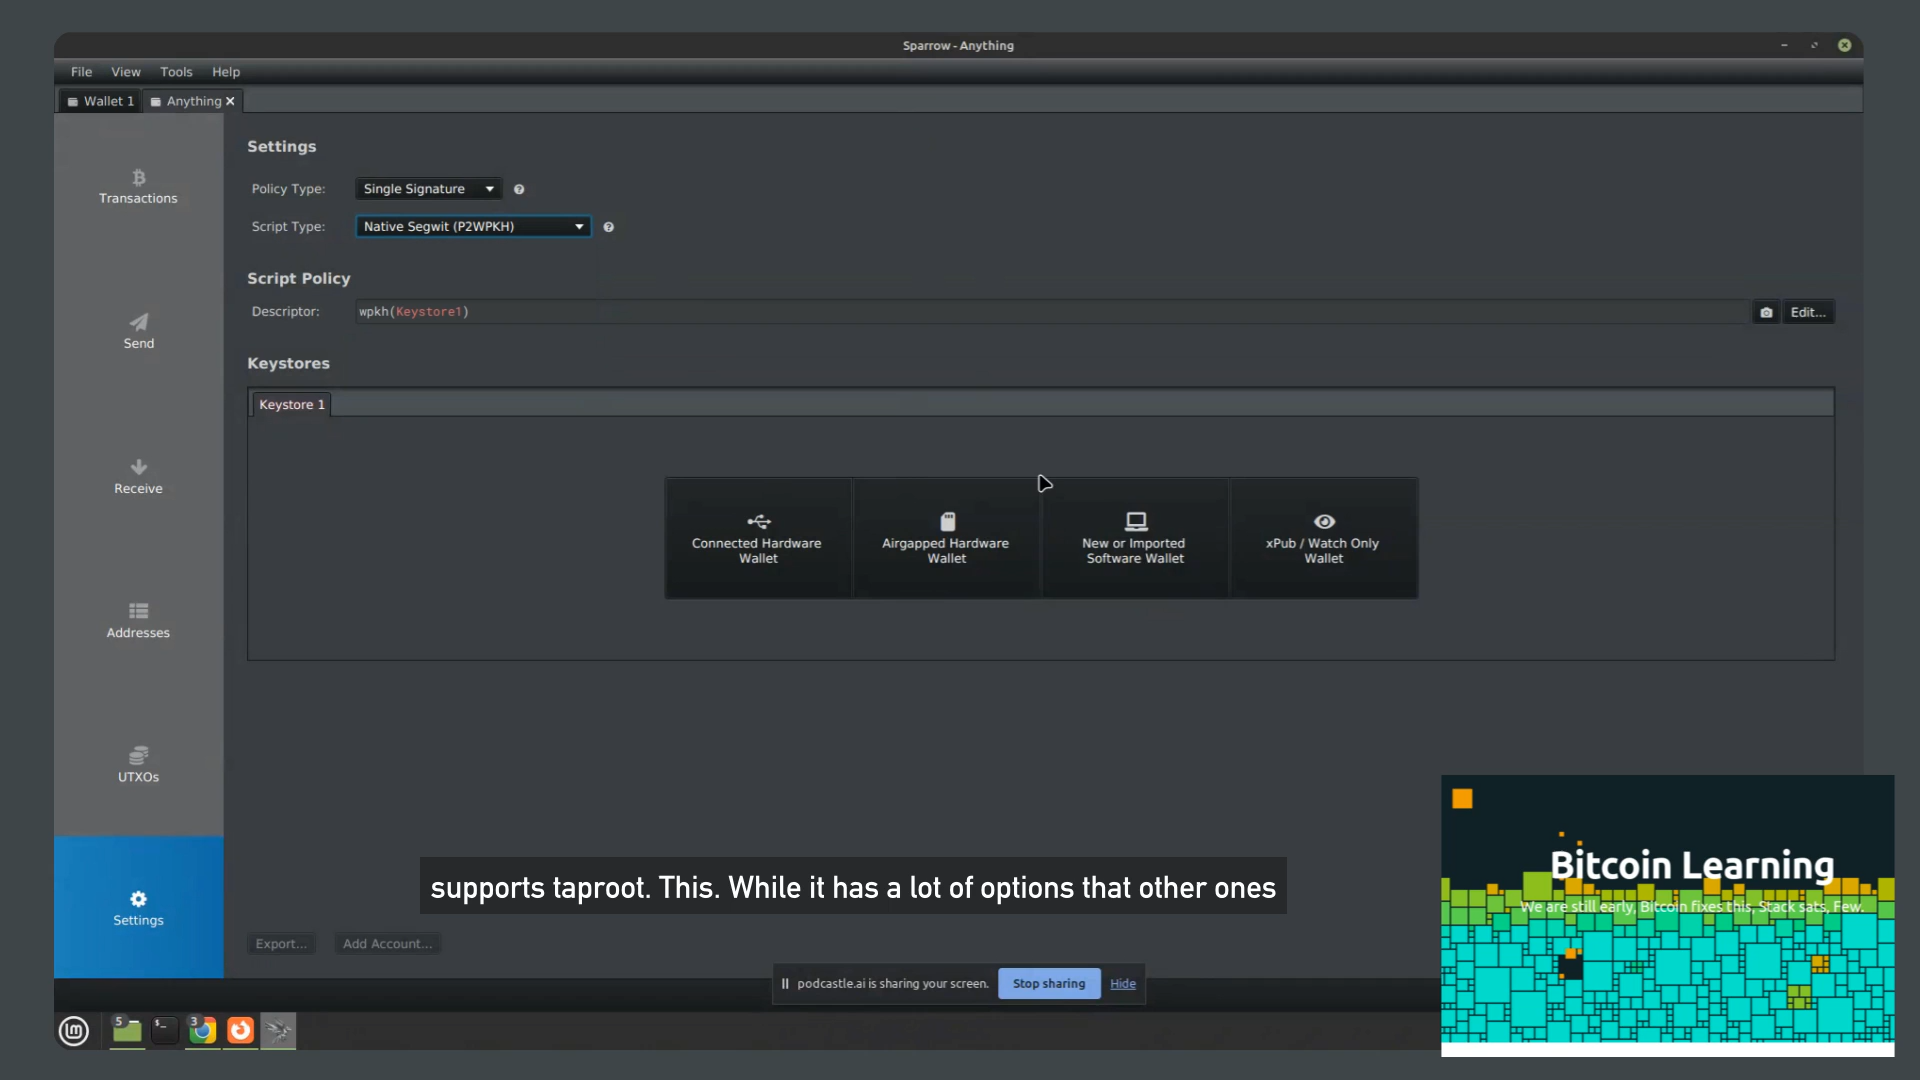 Sparrow - Anything
File View Tools Help
Wallet 1 Anything
Transactions
Send
Receive
Addresses
UTXOs
Settings
Settings
Policy Type: Single Signature
Script Type: Native Segwit (P2WPKH)
Script Policy
Descriptor: wpkh(Keystore1) Edit...
Keystores
Keystore 1
Connected Hardware
Wallet
Airgapped Hardware
Wallet
New or Imported
Software Wallet
xPub / Watch Only
Wallet
Export... Add Account...
supports taproot. This. While it has a lot of options that other ones
podcastle.ai is sharing your screen. Stop sharing Hide
5 $_ 3
Bitcoin Learning
We are still early, Bitcoin fixes this, Stack sats, Few.